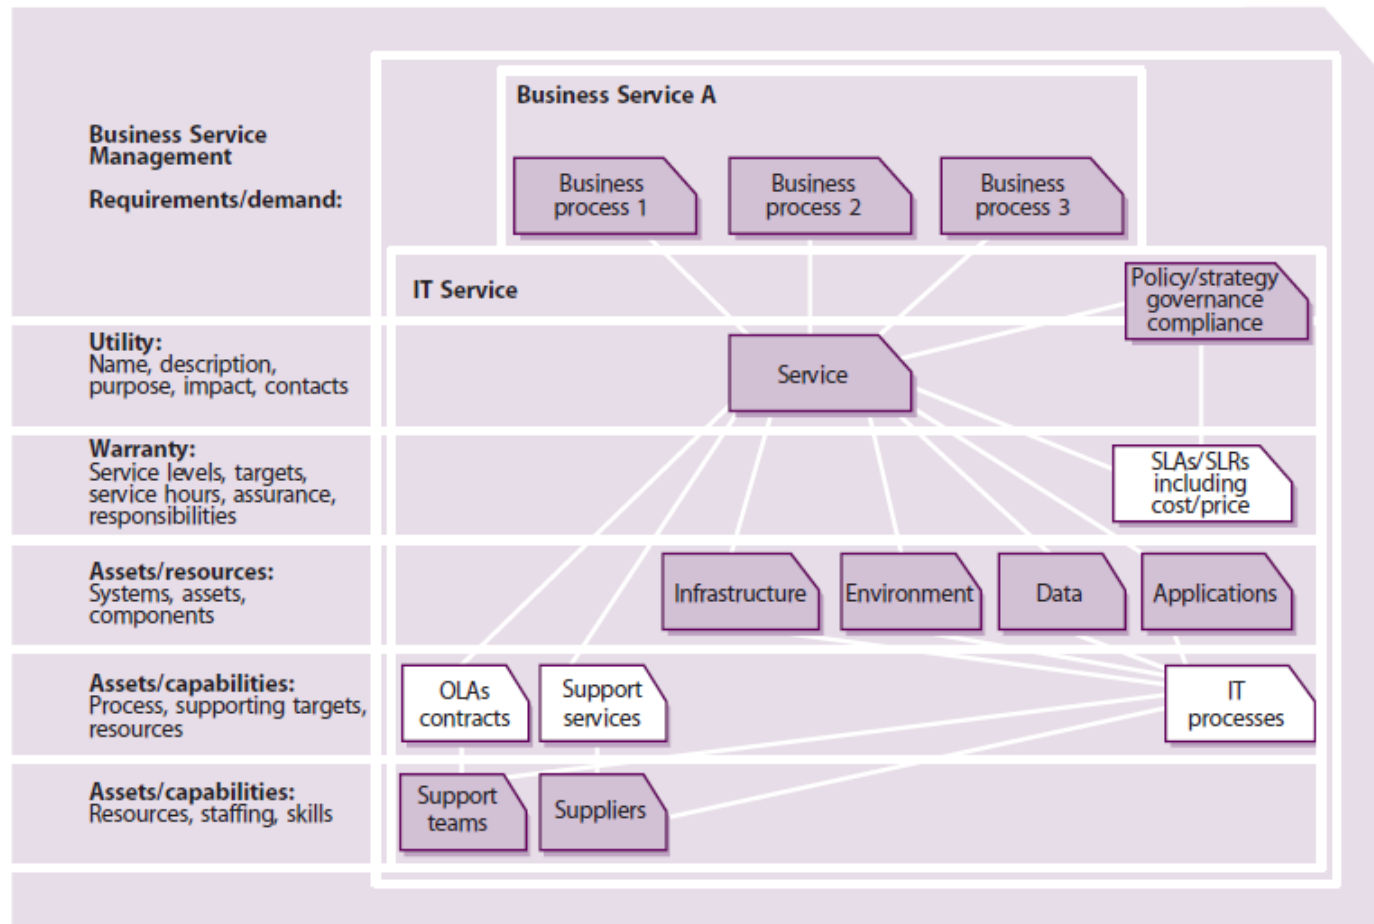 Business Service A
Business Service
Management
Requirements/demand:
Business
process 1
Business
process 2
Business
process 3
IT Service
Policy/strategy
governance
compliance
Utility:
Name, description,
purpose, impact, contacts
Service
Warranty:
Service levels, targets,
service hours, assurance,
responsibilities
SLAs/SLRs
including
cost/price
Assets/resources:
Systems, assets,
components
Infrastructure
Environment
Data
Applications
Assets/capabilities:
Process, supporting targets,
resources
OLAs
contracts
Support
services
IT
processes
Assets/capabilities:
Resources, staffing, skills
Support
teams
Suppliers